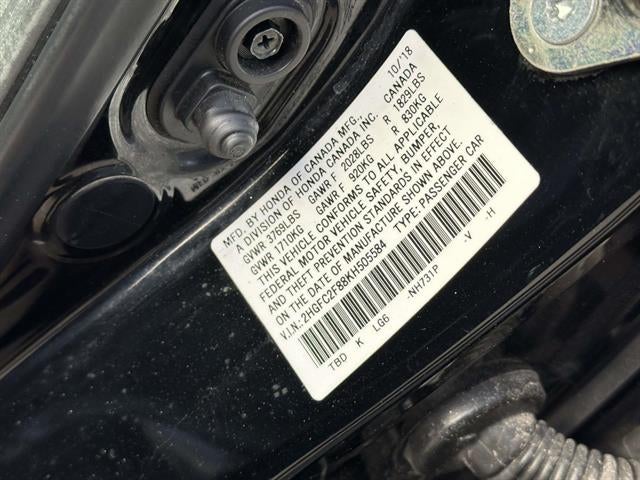 MFD. BY HONDA OF CANADA MFG., 10/'18
A DIVISION OF HONDA CANADA INC. CANADA
GVWR 3769LBS GAWR F 2028LBS R 1829LBS
GVWR 1710KG GAWR F 920KG R 830KG
THIS VEHICLE CONFORMS TO ALL APPLICABLE
FEDERAL MOTOR VEHICLE SAFETY, BUMPER,
AND THEFT PREVENTION STANDARDS IN EFFECT
ON THE DATE OF MANUFACTURE SHOWN ABOVE.
V.I.N.: 2HGFC2F88KH505584 TYPE: PASSENGER CAR
TBD K LG6 -NH731P -V -H